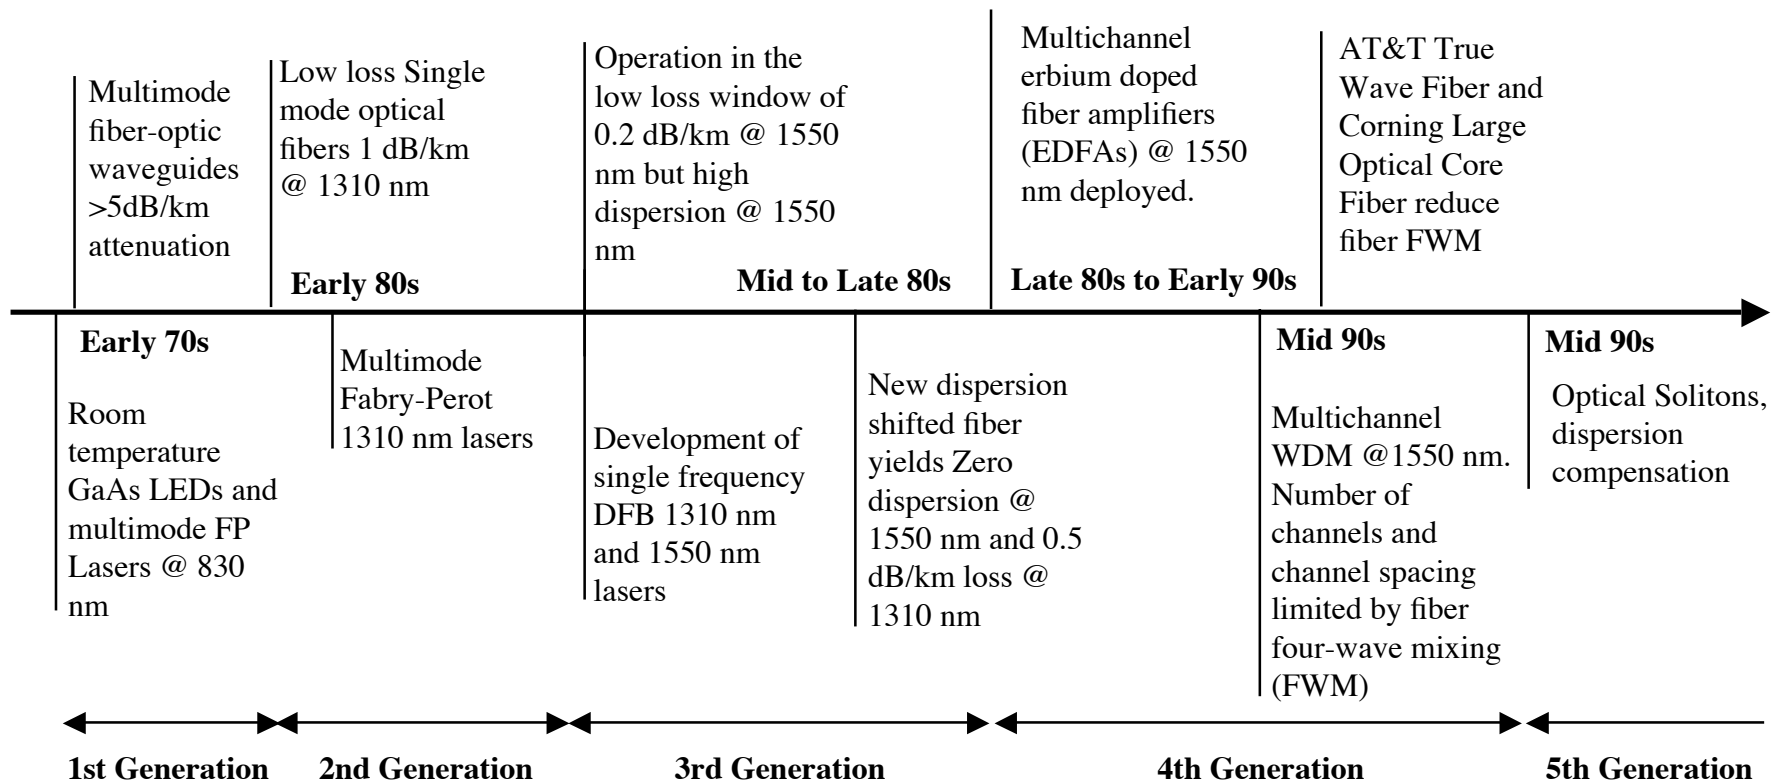 Multimode
fiber-optic
waveguides
>5dB/km
attenuation
Low loss Single
mode optical
fibers 1 dB/km
@ 1310 nm
Operation in the
low loss window of
0.2 dB/km @ 1550
nm but high
dispersion @ 1550
nm
Multichannel
erbium doped
fiber amplifiers
(EDFAs) @ 1550
nm deployed.
AT&T True
Wave Fiber and
Corning Large
Optical Core
Fiber reduce
fiber FWM
Early 80s
Mid to Late 80s
Late 80s to Early 90s
Early 70s
Room
temperature
GaAs LEDs and
multimode FP
Lasers @ 830
nm
Multimode
Fabry-Perot
1310 nm lasers
Development of
single frequency
DFB 1310 nm
and 1550 nm
lasers
New dispersion
shifted fiber
yields Zero
dispersion @
1550 nm and 0.5
dB/km loss @
1310 nm
Mid 90s
Multichannel
WDM @1550 nm.
Number of
channels and
channel spacing
limited by fiber
four-wave mixing
(FWM)
Mid 90s
Optical Solitons,
dispersion
compensation
1st Generation
2nd Generation
3rd Generation
4th Generation
5th Generation